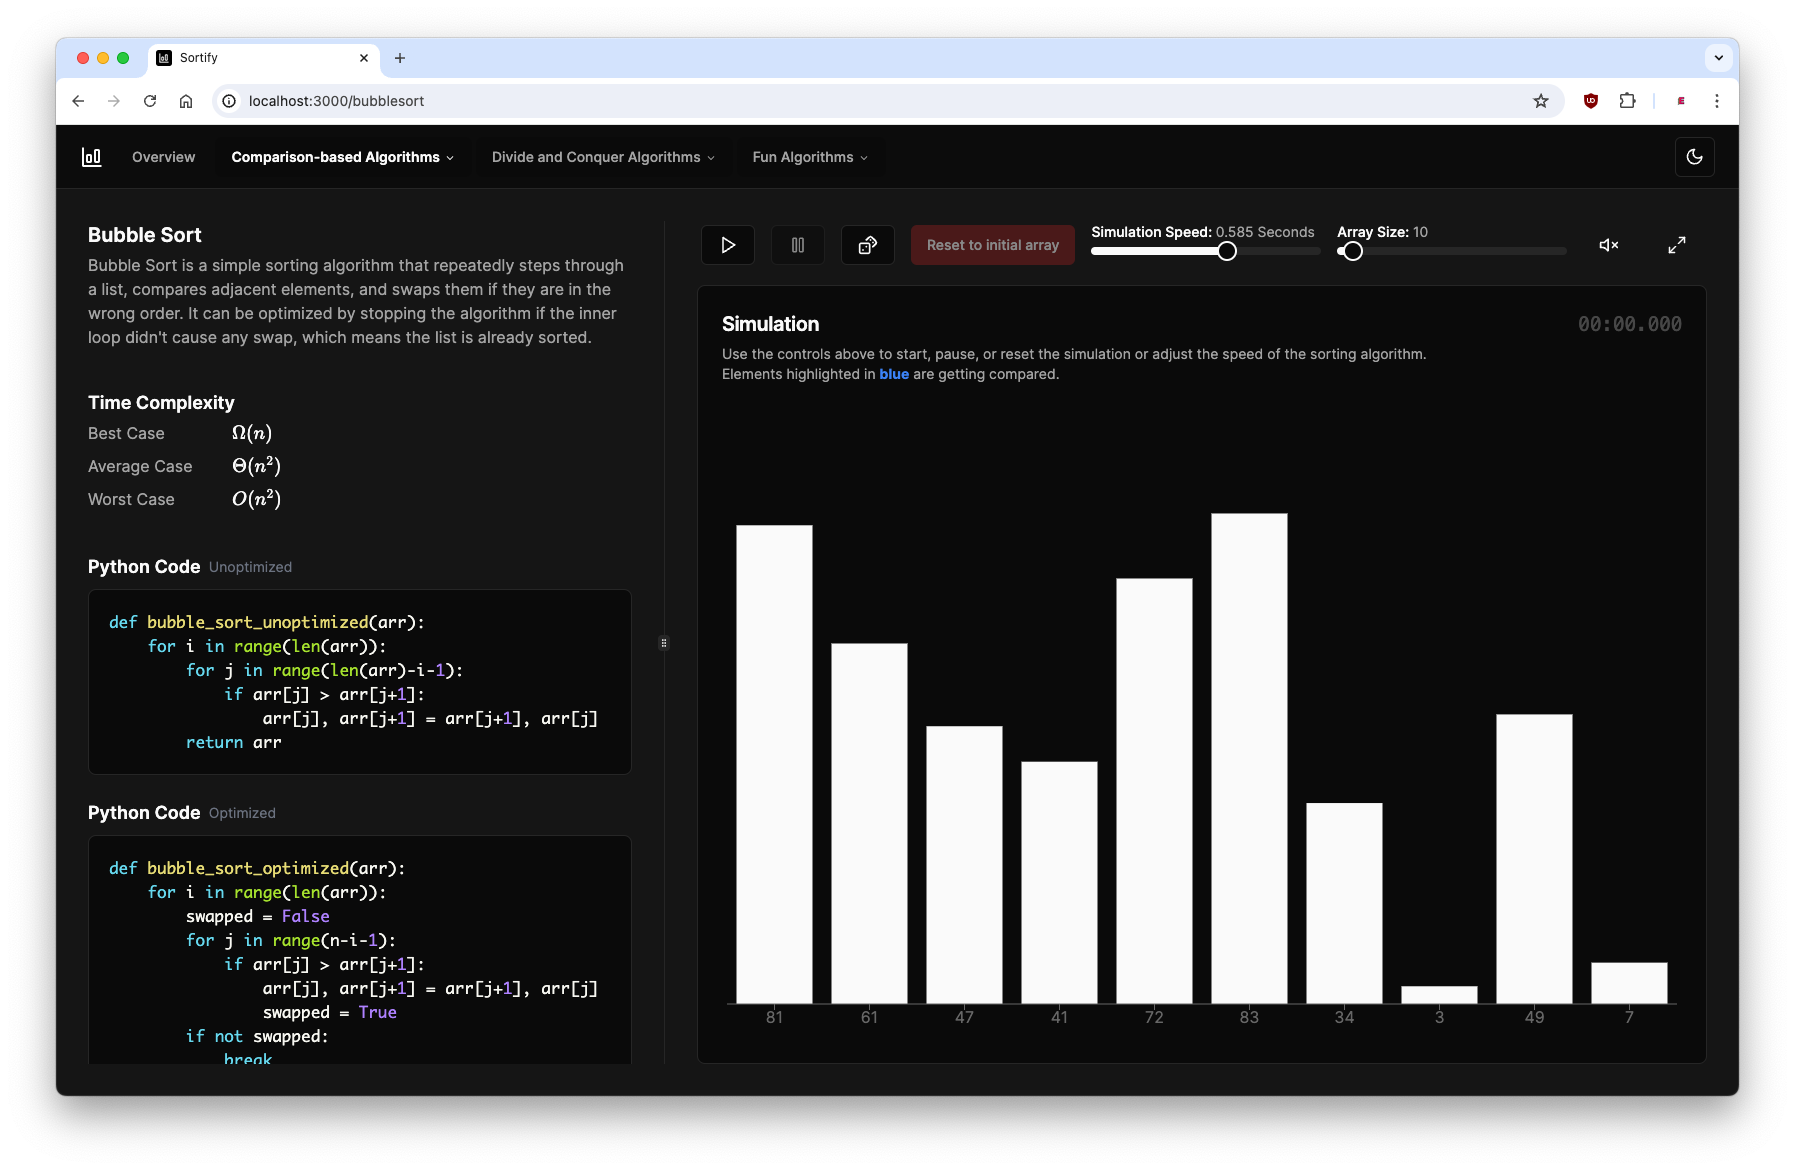 Sortify
localhost:3000/bubblesort
Overview
Comparison-based Algorithms
Divide and Conquer Algorithms
Fun Algorithms
Bubble Sort
Bubble Sort is a simple sorting algorithm that repeatedly steps through
a list, compares adjacent elements, and swaps them if they are in the
wrong order. It can be optimized by stopping the algorithm if the inner
loop didn't cause any swap, which means the list is already sorted.
Time Complexity
Best Case Ω(n)
Average Case Θ(n²)
Worst Case O(n²)
Python Code Unoptimized
def bubble_sort_unoptimized(arr):
    for i in range(len(arr)):
        for j in range(len(arr)-i-1):
            if arr[j] > arr[j+1]:
                arr[j], arr[j+1] = arr[j+1], arr[j]
        return arr
Python Code Optimized
def bubble_sort_optimized(arr):
    for i in range(len(arr)):
        swapped = False
        for j in range(n-i-1):
            if arr[j] > arr[j+1]:
                arr[j], arr[j+1] = arr[j+1], arr[j]
                swapped = True
        if not swapped:
            break
Reset to initial array
Simulation Speed: 0.585 Seconds
Array Size: 10
Simulation
00:00.000
Use the controls above to start, pause, or reset the simulation or adjust the speed of the sorting algorithm.
Elements highlighted in blue are getting compared.
81 61 47 41 72 83 34 3 49 7